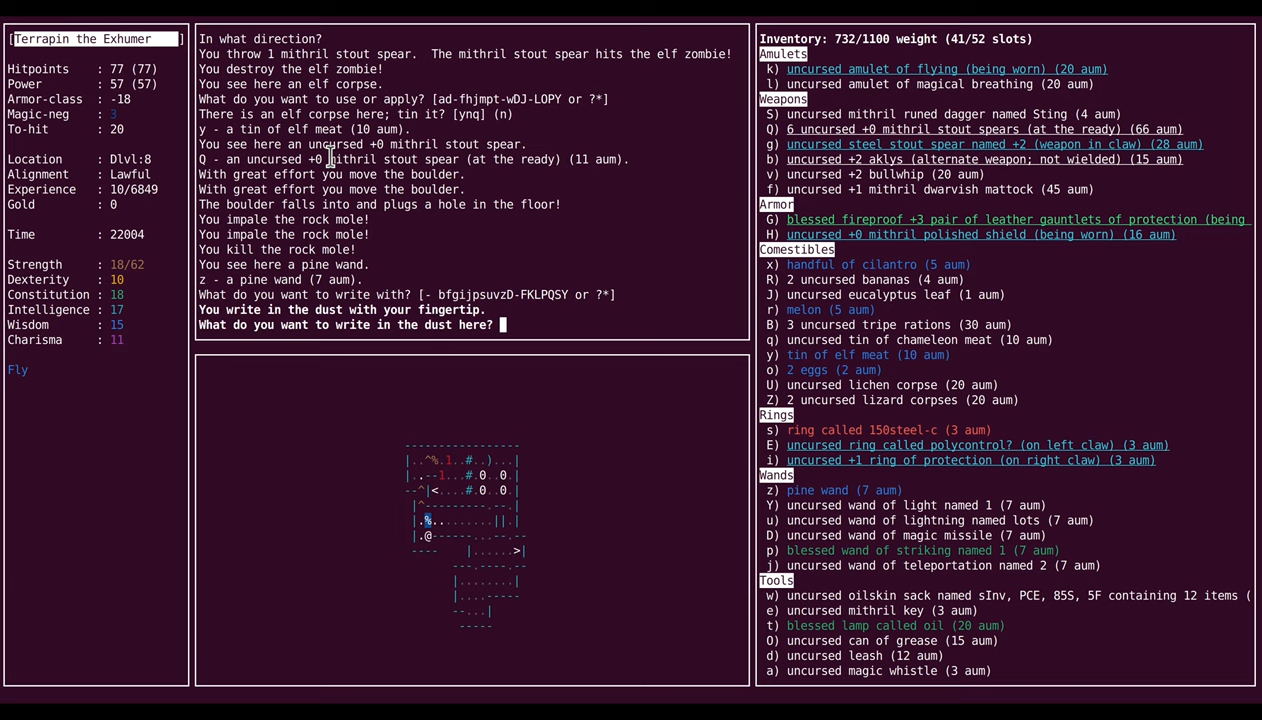 [Terrapin the Exhumer ]
Hitpoints : 77 (77)
Power : 57 (57)
Armor-class : -18
Magic-neg : 3
To-hit : 20
Location : Dlvl:8
Alignment : Lawful
Experience : 10/6849
Gold : 0
Time : 22004
Strength : 18/62
Dexterity : 10
Constitution : 18
Intelligence : 17
Wisdom : 15
Charisma : 11
Fly
In what direction?
You throw 1 mithril stout spear.  The mithril stout spear hits the elf zombie!
You destroy the elf zombie!
You see here an elf corpse.
What do you want to use or apply? [ad-fhjmpt-wDJ-LOPY or ?*]
There is an elf corpse here; tin it? [ynq] (n)
y - a tin of elf meat (10 aum).
You see here an uncursed +0 mithril stout spear.
Q - an uncursed +0 mithril stout spear (at the ready) (11 aum).
With great effort you move the boulder.
With great effort you move the boulder.
The boulder falls into and plugs a hole in the floor!
You impale the rock mole!
You impale the rock mole!
You kill the rock mole!
You see here a pine wand.
z - a pine wand (7 aum).
What do you want to write with? [- bfgijpsuvzD-FKLPQSY or ?*]
You write in the dust with your fingertip.
What do you want to write in the dust here?
-----------------
|..^%.1..#..)...|
|..--1...#.0..0.|
--^|<....#.0..0.|
|^----------.--.|
|.%.........||.|
|.@------...--.--
----    |......>|
---.----.--
|........|
|....-----
--...|
-----
Inventory: 732/1100 weight (41/52 slots)
Amulets
k) uncursed amulet of flying (being worn) (20 aum)
l) uncursed amulet of magical breathing (20 aum)
Weapons
S) uncursed mithril runed dagger named Sting (4 aum)
Q) 6 uncursed +0 mithril stout spears (at the ready) (66 aum)
g) uncursed steel stout spear named +2 (weapon in claw) (28 aum)
b) uncursed +2 aklys (alternate weapon; not wielded) (15 aum)
v) uncursed +2 bullwhip (20 aum)
f) uncursed +1 mithril dwarvish mattock (45 aum)
Armor
G) blessed fireproof +3 pair of leather gauntlets of protection (being
H) uncursed +0 mithril polished shield (being worn) (16 aum)
Comestibles
x) handful of cilantro (5 aum)
R) 2 uncursed bananas (4 aum)
J) uncursed eucalyptus leaf (1 aum)
r) melon (5 aum)
B) 3 uncursed tripe rations (30 aum)
q) uncursed tin of chameleon meat (10 aum)
y) tin of elf meat (10 aum)
o) 2 eggs (2 aum)
U) uncursed lichen corpse (20 aum)
Z) 2 uncursed lizard corpses (20 aum)
Rings
s) ring called 150steel-c (3 aum)
E) uncursed ring called polycontrol? (on left claw) (3 aum)
i) uncursed +1 ring of protection (on right claw) (3 aum)
Wands
z) pine wand (7 aum)
Y) uncursed wand of light named 1 (7 aum)
u) uncursed wand of lightning named lots (7 aum)
D) uncursed wand of magic missile (7 aum)
p) blessed wand of striking named 1 (7 aum)
j) uncursed wand of teleportation named 2 (7 aum)
Tools
w) uncursed oilskin sack named sInv, PCE, 85S, 5F containing 12 items (
e) uncursed mithril key (3 aum)
t) blessed lamp called oil (20 aum)
O) uncursed can of grease (15 aum)
d) uncursed leash (12 aum)
a) uncursed magic whistle (3 aum)